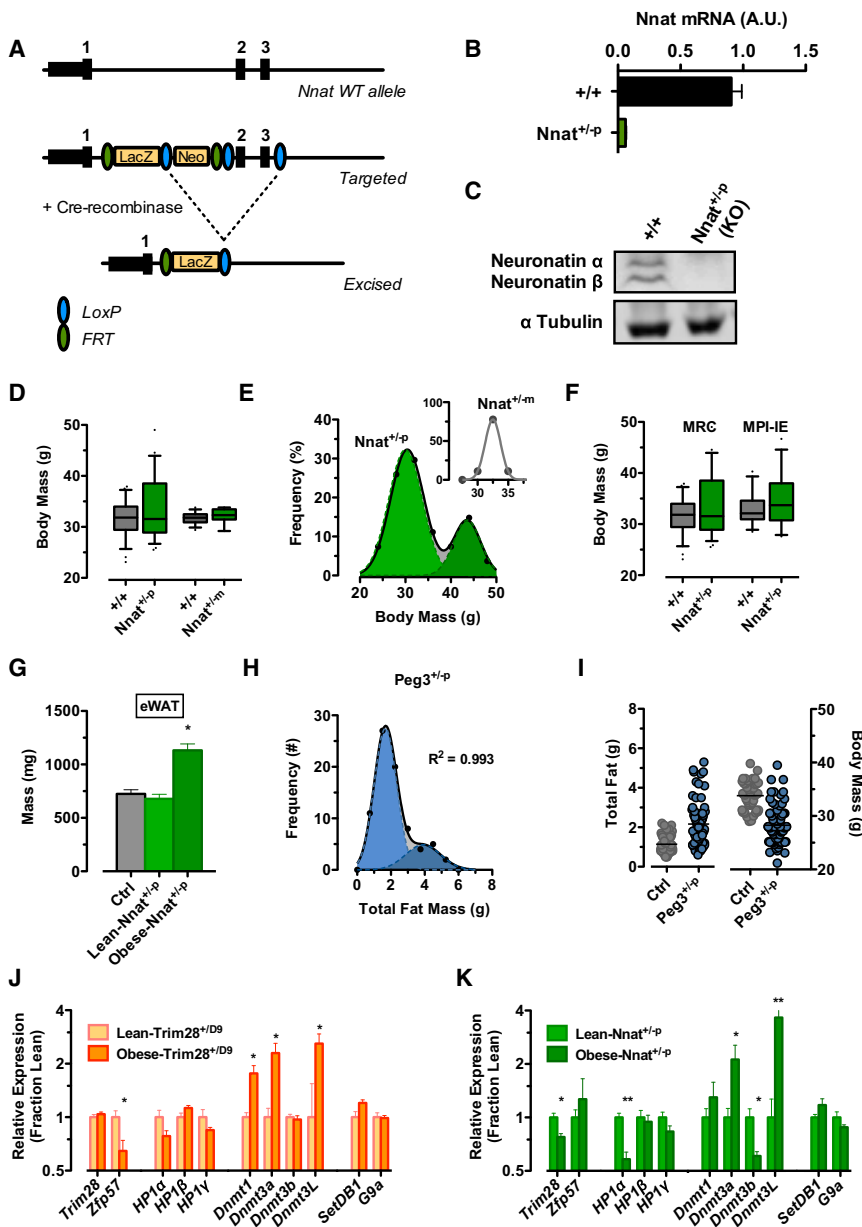 A
1
2
3
Nnat WT allele
1
LacZ
Neo
2
3
Targeted
+ Cre-recombinase
1
LacZ
Excised
LoxP
FRT
B
Nnat mRNA (A.U.)
0.0
0.5
1.0
1.5
+/+
Nnat+/-p
C
+/+
Nnat+/-p
(KO)
Neuronatin α
Neuronatin β
α Tubulin
D
Body Mass (g)
50
40
30
20
+/+
Nnat+/-p
+/+
Nnat+/-m
E
Frequency (%)
40
30
20
10
0
20
30
40
50
Body Mass (g)
Nnat+/-p
100
50
0
30
35
Nnat+/-m
F
Body Mass (g)
50
40
30
20
MRC
MPI-IE
+/+
Nnat+/-p
+/+
Nnat+/-p
G
eWAT
Mass (mg)
1500
1000
750
500
0
*
Ctrl
Lean-Nnat+/-p
Obese-Nnat+/-p
H
Peg3+/-p
Frequency (#)
30
20
10
0
R2 = 0.993
0
2
4
6
8
Total Fat Mass (g)
I
Total Fat (g)
8
6
4
2
0
50
40
30
20
Body Mass (g)
Ctrl
Peg3+/-p
Ctrl
Peg3+/-p
J
Relative Expression
(Fraction Lean)
4
2
1
0.5
Lean-Trim28+/D9
Obese-Trim28+/D9
*
*
*
*
Trim28
Zfp57
HP1α
HP1β
HP1γ
Dnmt1
Dnmt3a
Dnmt3b
Dnmt3L
SetDB1
G9a
K
Relative Expression
(Fraction Lean)
4
2
1
0.5
Lean-Nnat+/-p
Obese-Nnat+/-p
*
**
*
*
**
Trim28
Zfp57
HP1α
HP1β
HP1γ
Dnmt1
Dnmt3a
Dnmt3b
Dnmt3L
SetDB1
G9a